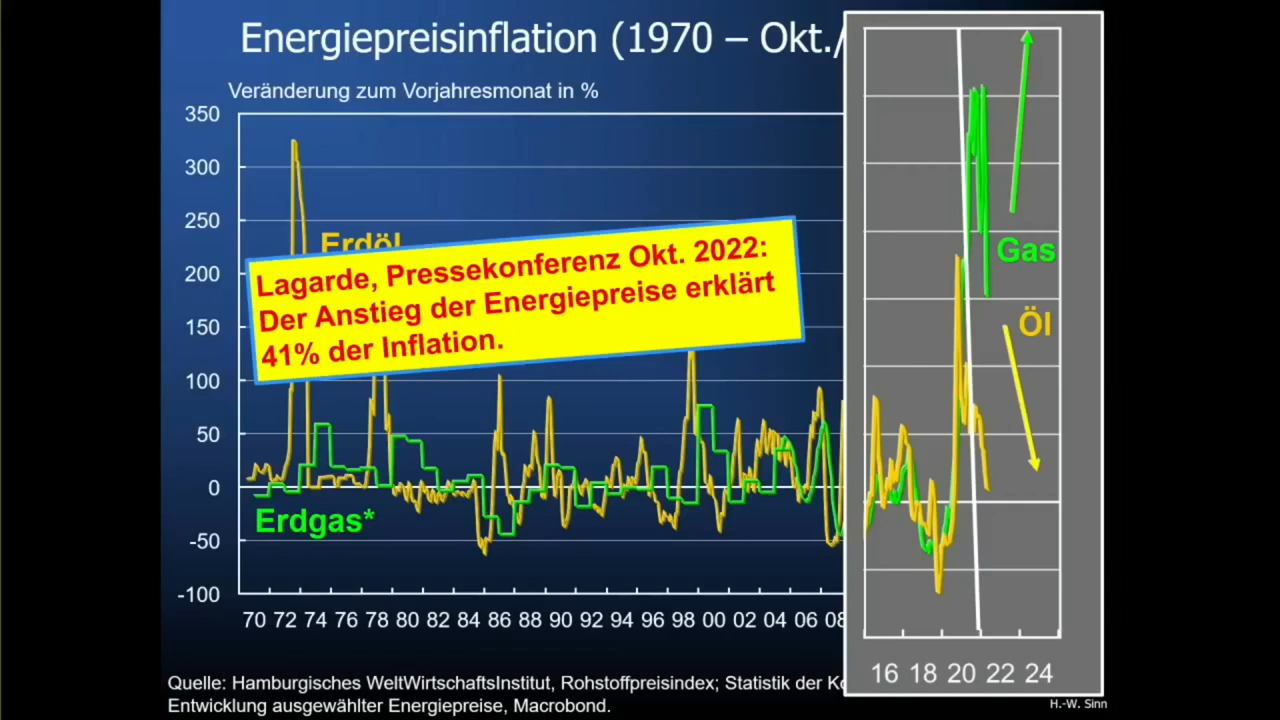 Energiepreisinflation (1970 – Okt./
Veränderung zum Vorjahresmonat in %
350
300
250
200
150
100
50
0
-50
-100
Erdöl
Lagarde, Pressekonferenz Okt. 2022:
Der Anstieg der Energiepreise erklärt
41% der Inflation.
Erdgas*
Gas
Öl
70 72 74 76 78 80 82 84 86 88 90 92 94 96 98 00 02 04 06 08
16 18 20 22 24
Quelle: Hamburgisches WeltWirtschaftsInstitut, Rohstoffpreisindex; Statistik der
Entwicklung ausgewählter Energiepreise, Macrobond.
H.-W. Sinn